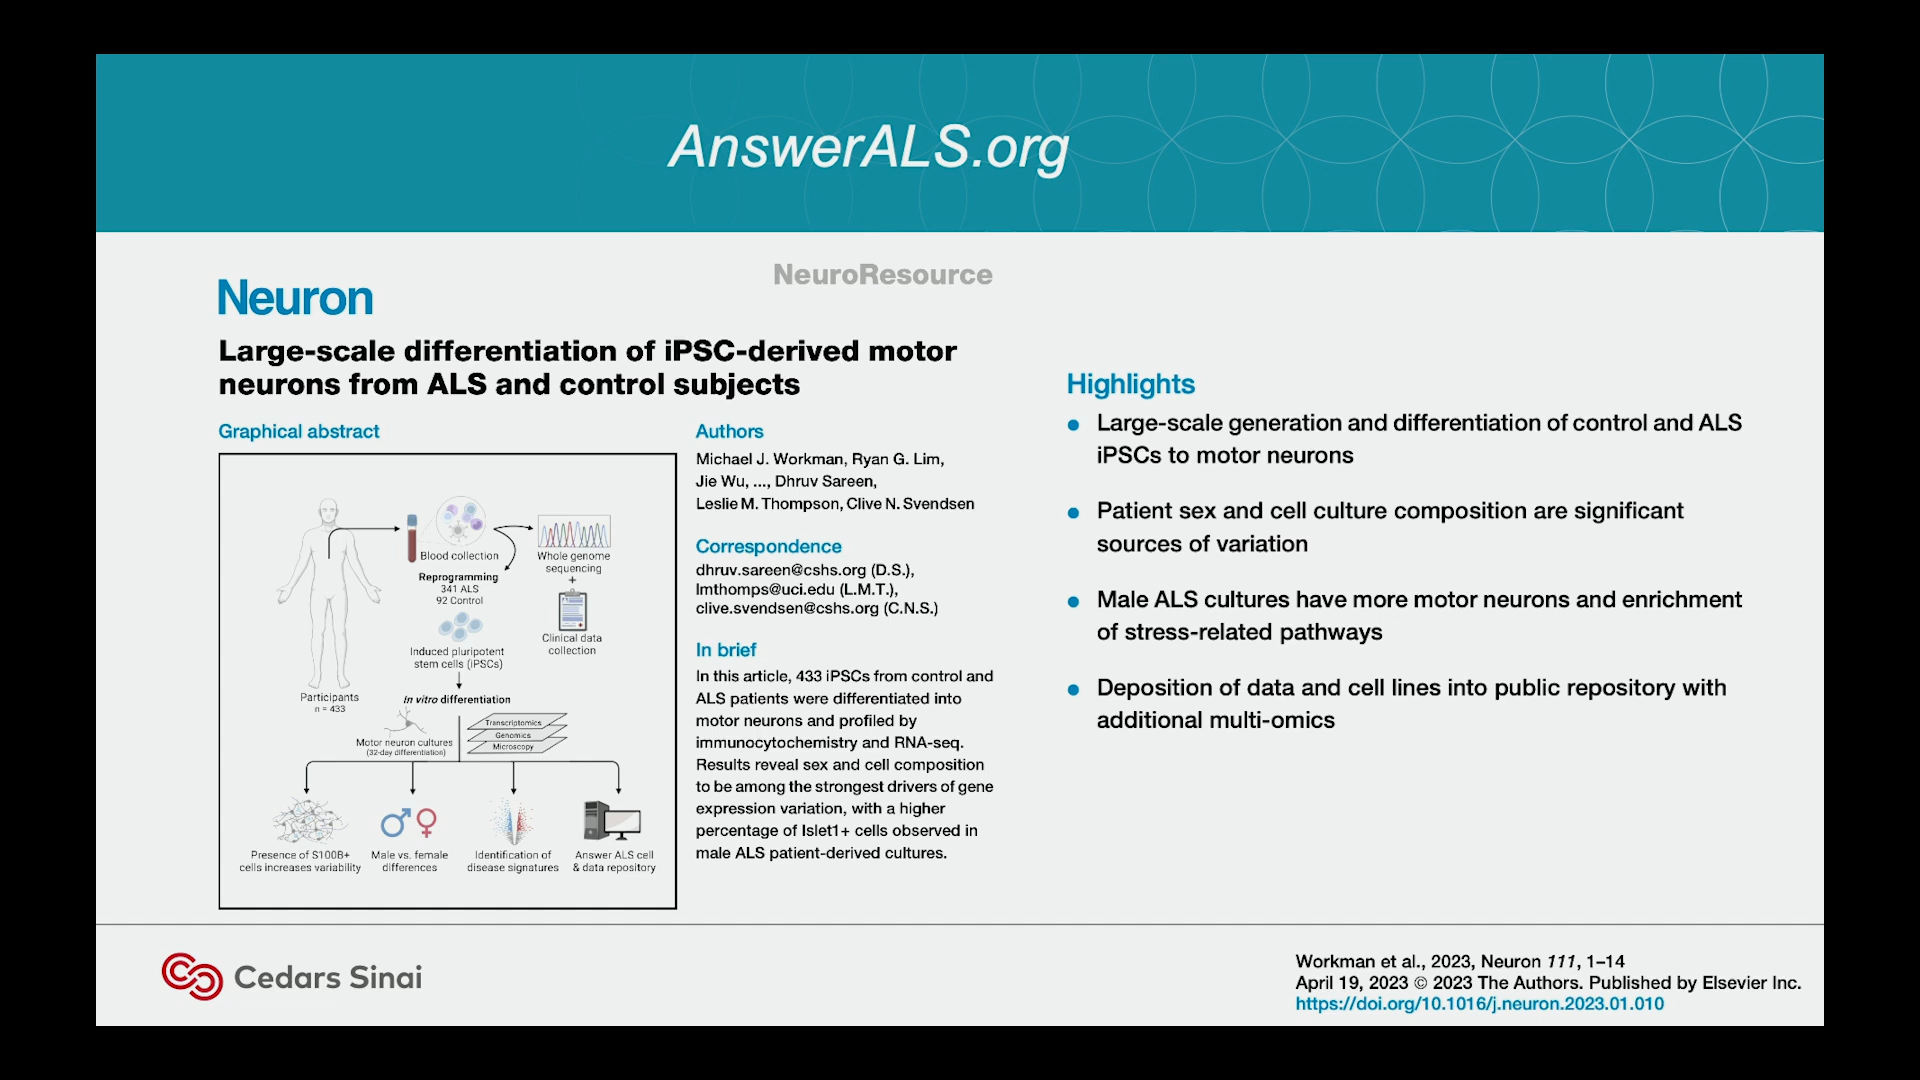 AnswerALS.org
NeuroResource
Neuron
Large-scale differentiation of iPSC-derived motor
neurons from ALS and control subjects
Graphical abstract
Blood collection
Whole genome
sequencing
+
Reprogramming
341 ALS
92 Control
Clinical data
collection
Induced pluripotent
stem cells (iPSCs)
Participants
n = 433
In vitro differentiation
Transcriptomics
Genomics
Microscopy
Motor neuron cultures
(32-day differentiation)
Presence of S100B+
cells increases variability
Male vs. female
differences
Identification of
disease signatures
Answer ALS cell
& data repository
Authors
Michael J. Workman, Ryan G. Lim,
Jie Wu, ..., Dhruv Sareen,
Leslie M. Thompson, Clive N. Svendsen
Correspondence
dhruv.sareen@cshs.org (D.S.),
lmthomps@uci.edu (L.M.T.),
clive.svendsen@cshs.org (C.N.S.)
In brief
In this article, 433 iPSCs from control and
ALS patients were differentiated into
motor neurons and profiled by
immunocytochemistry and RNA-seq.
Results reveal sex and cell composition
to be among the strongest drivers of gene
expression variation, with a higher
percentage of Islet1+ cells observed in
male ALS patient-derived cultures.
Highlights
● Large-scale generation and differentiation of control and ALS
iPSCs to motor neurons
● Patient sex and cell culture composition are significant
sources of variation
● Male ALS cultures have more motor neurons and enrichment
of stress-related pathways
● Deposition of data and cell lines into public repository with
additional multi-omics
Cedars Sinai
Workman et al., 2023, Neuron 111, 1–14
April 19, 2023 © 2023 The Authors. Published by Elsevier Inc.
https://doi.org/10.1016/j.neuron.2023.01.010